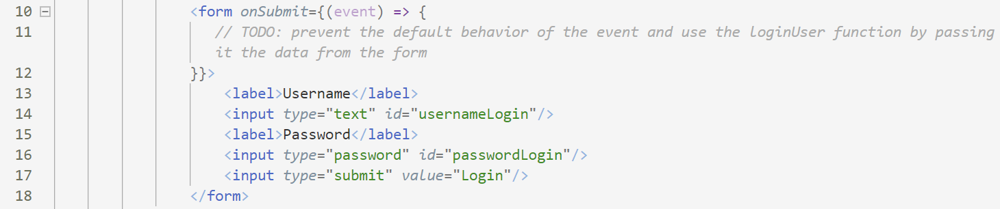 10 <form onSubmit={(event) => {
11 // TODO: prevent the default behavior of the event and use the loginUser function by passing
it the data from the form
12 }}>
13 <label>Username</label>
14 <input type="text" id="usernameLogin"/>
15 <label>Password</label>
16 <input type="password" id="passwordLogin"/>
17 <input type="submit" value="Login"/>
18 </form>